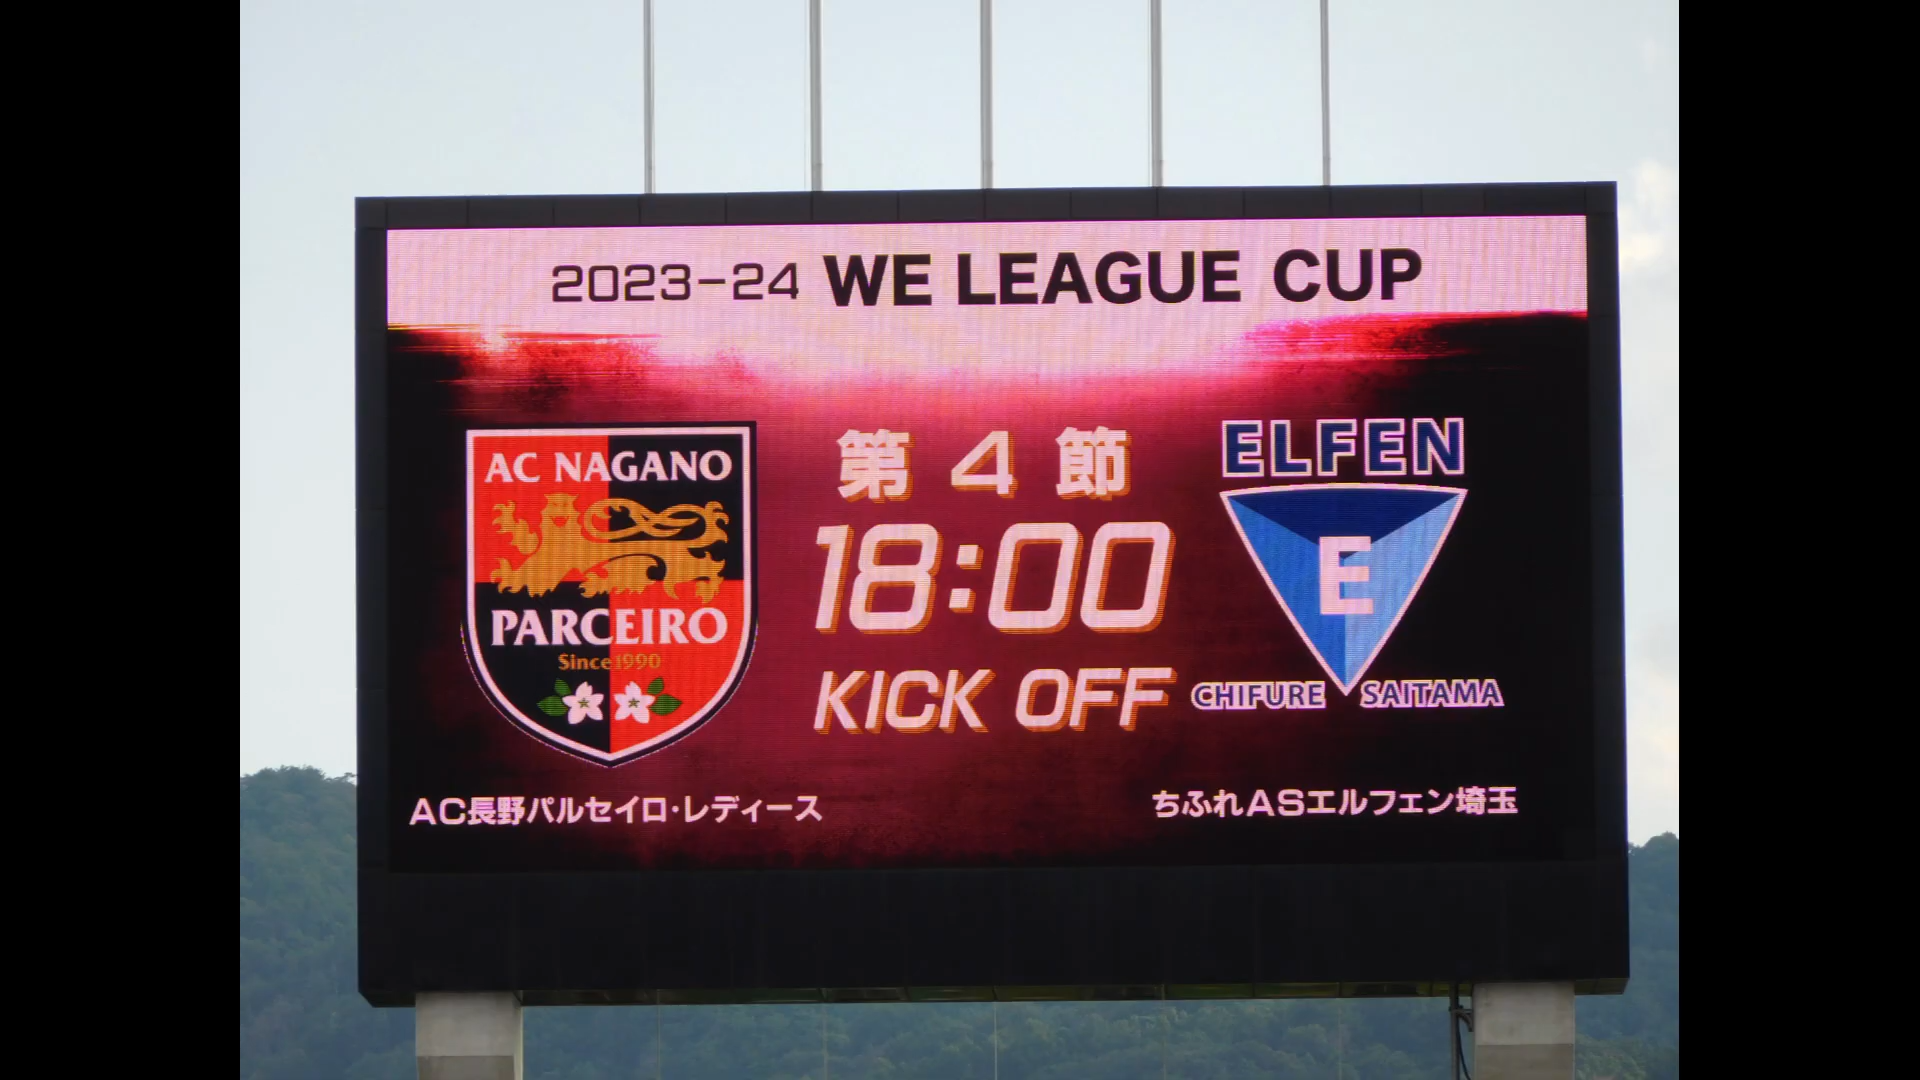 2023-24 WE LEAGUE CUP
AC NAGANO
PARCEIRO
Since1990
第4節
18:00
KICK OFF
ELFEN
E
CHIFURE SAITAMA
AC長野パルセイロ・レディース
ちふれASエルフェン埼玉